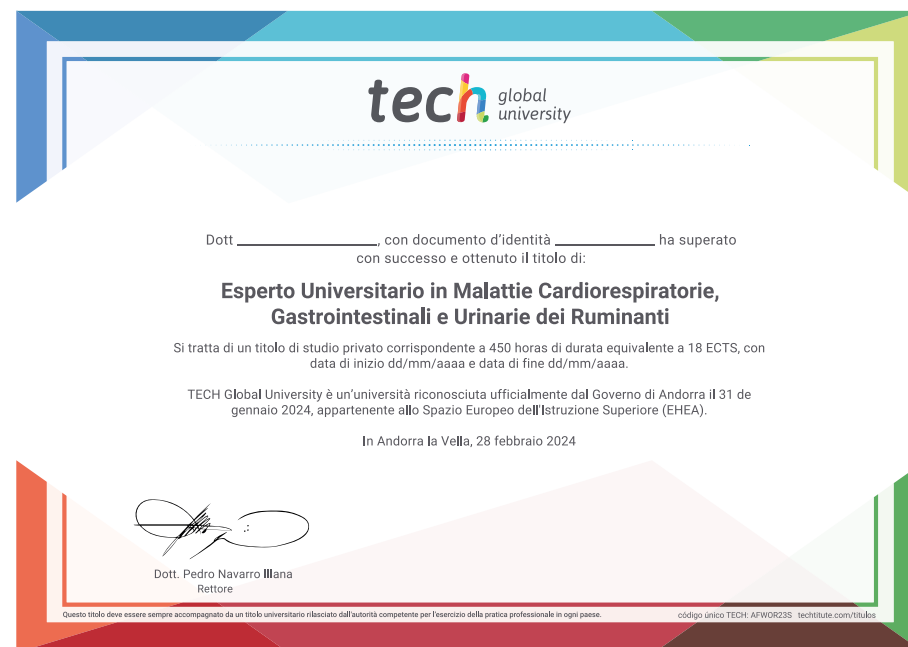 tech global university
Dott ____________________, con documento d’identità ______________ ha superato
con successo e ottenuto il titolo di:
Esperto Universitario in Malattie Cardiorespiratorie,
Gastrointestinali e Urinarie dei Ruminanti
Si tratta di un titolo di studio privato corrispondente a 450 horas di durata equivalente a 18 ECTS, con
data di inizio dd/mm/aaaa e data di fine dd/mm/aaaa.
TECH Global University è un’università riconosciuta ufficialmente dal Governo di Andorra il 31 de
gennaio 2024, appartenente allo Spazio Europeo dell'Istruzione Superiore (EHEA).
In Andorra la Vella, 28 febbraio 2024
Dott. Pedro Navarro Illana
Rettore
Questo titolo deve essere sempre accompagnato da un titolo universitario rilasciato dall'autorità competente per l'esercizio della pratica professionale in ogni paese.
código único TECH: AFWOR23S techtitute.com/titulos